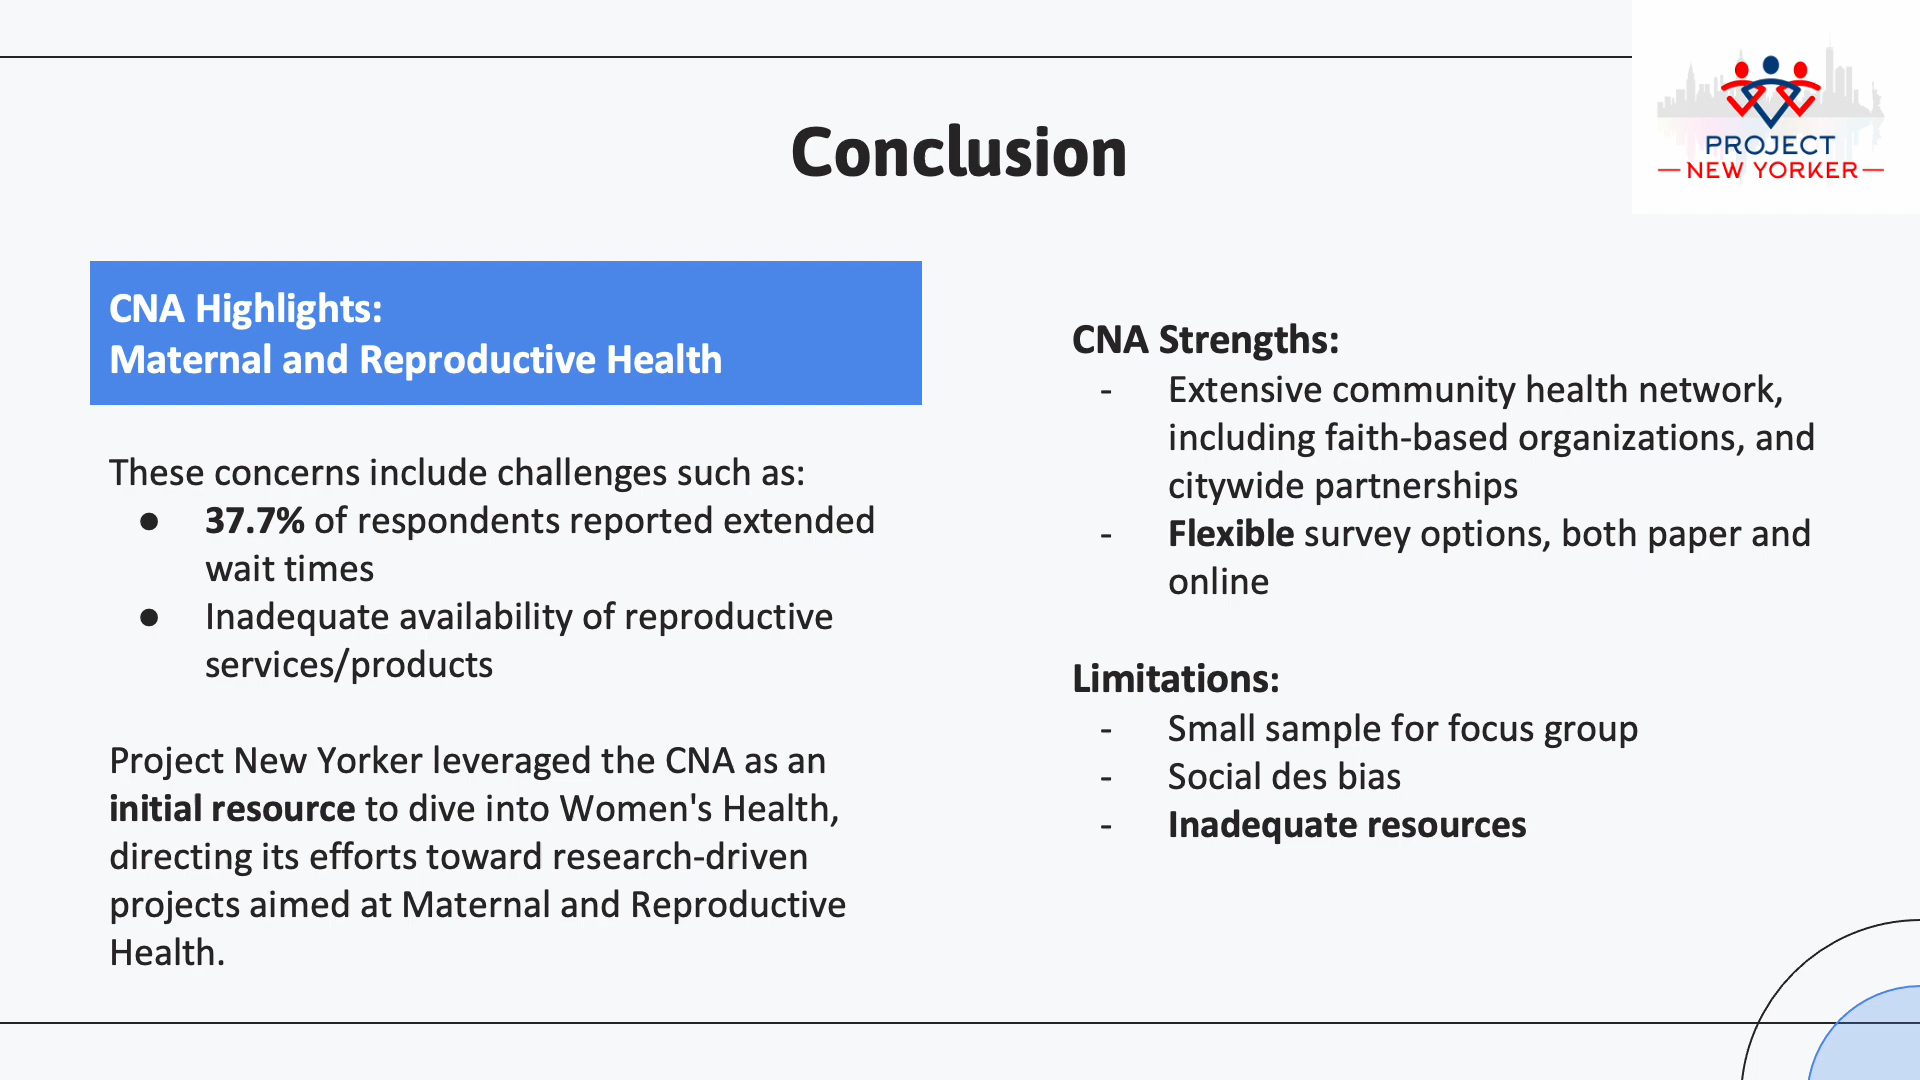 PROJECT
NEW YORKER
Conclusion
CNA Highlights:
Maternal and Reproductive Health
These concerns include challenges such as:
● 37.7% of respondents reported extended
wait times
● Inadequate availability of reproductive
services/products
Project New Yorker leveraged the CNA as an
initial resource to dive into Women's Health,
directing its efforts toward research-driven
projects aimed at Maternal and Reproductive
Health.
CNA Strengths:
- Extensive community health network,
including faith-based organizations, and
citywide partnerships
- Flexible survey options, both paper and
online
Limitations:
- Small sample for focus group
- Social des bias
- Inadequate resources